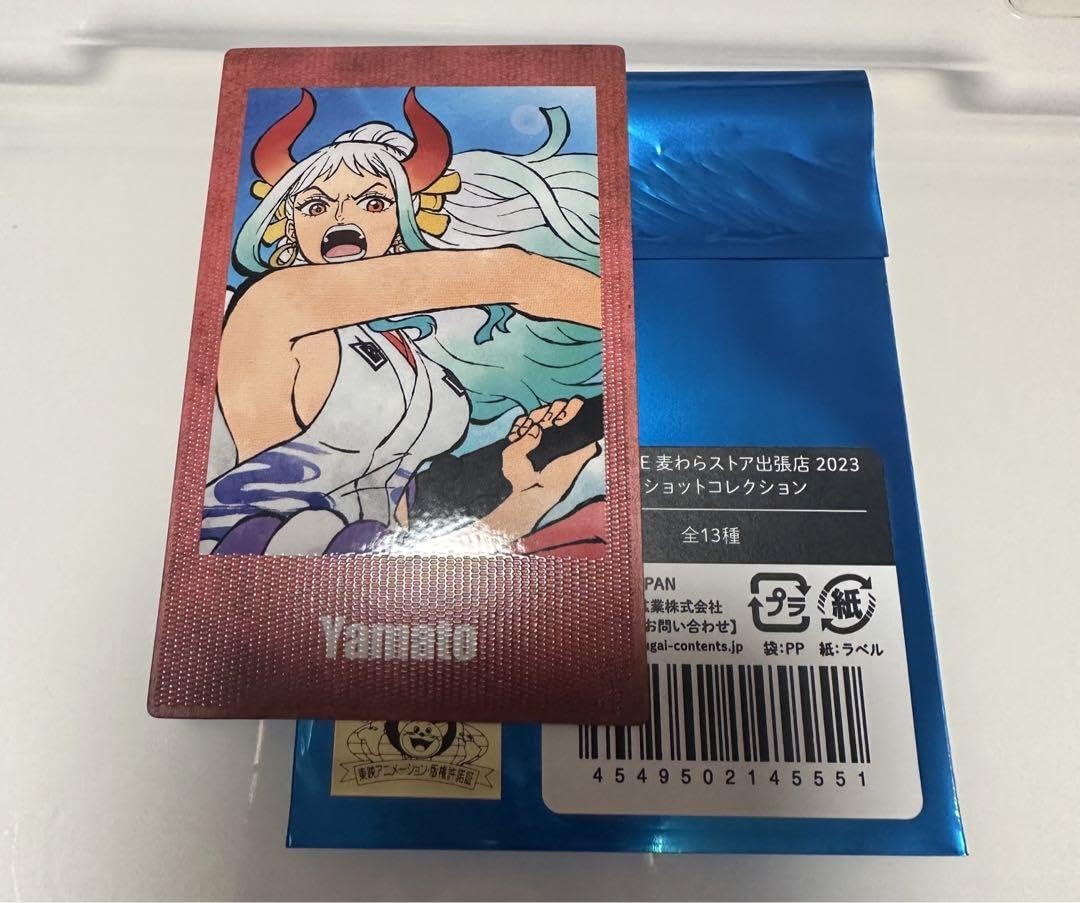 Yamato
E 麦わらストア出張店 2023
ショットコレクション
全13種
PAN
業株式会社
お問い合わせ】
ugai-contents.jp
プラ
紙
袋:PP 紙:ラベル
4549502145551
東映アニメーション・版権許諾証